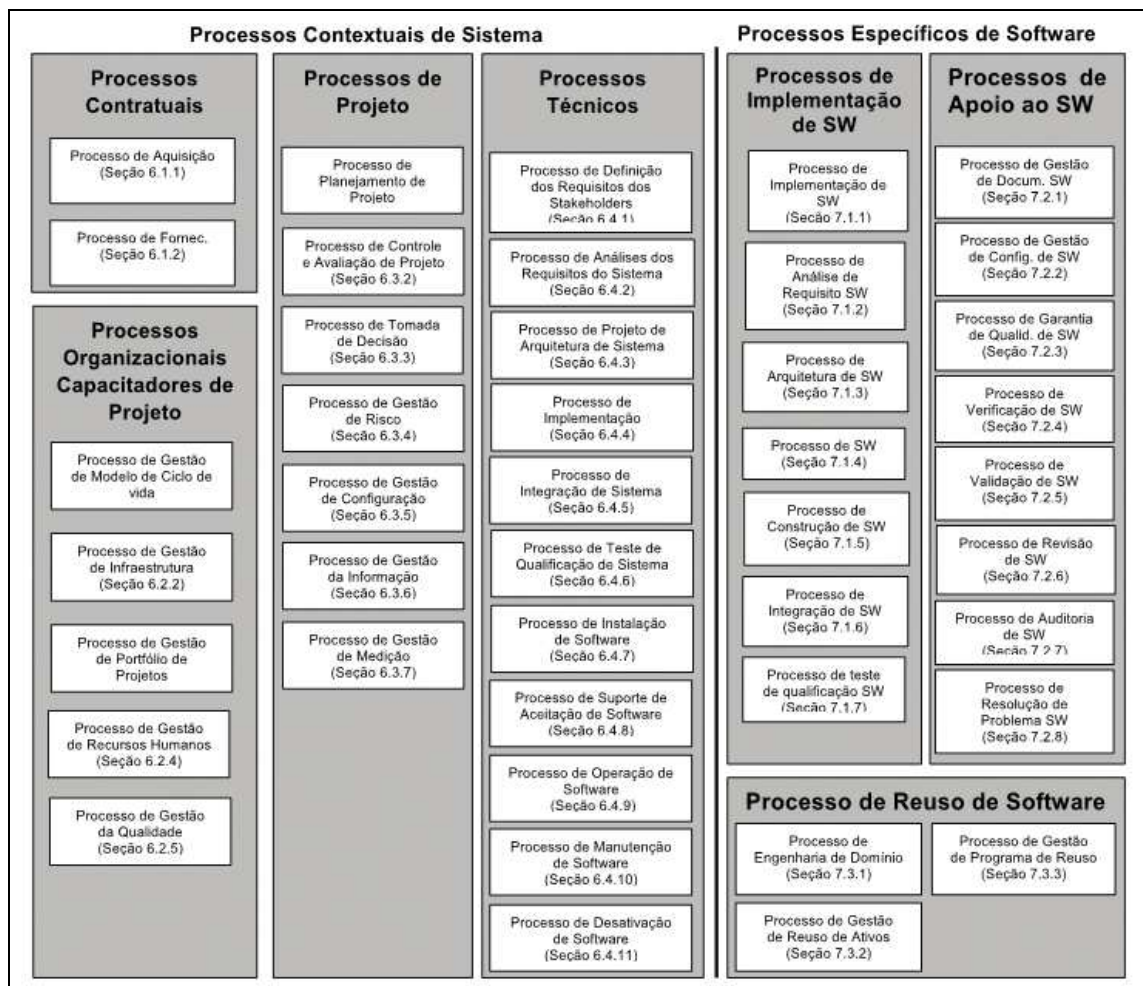 Processos Contextuais de Sistema
Processos Específicos de Software
Processos
Contratuais
Processo de Aquisição
(Seção 6.1.1)
Processo de Fornec.
(Seção 6.1.2)
Processos
Organizacionais
Capacitadores de
Projeto
Processo de Gestão
de Modelo de Ciclo de
vida
Processo de Gestão
de Infraestrutura
(Seção 6.2.2)
Processo de Gestão
de Portfólio de
Projetos
Processo de Gestão
de Recursos Humanos
(Seção 6.2.4)
Processo de Gestão
da Qualidade
(Seção 6.2.5)
Processos de
Projeto
Processo de
Planejamento de
Projeto
Processo de Controle
e Avaliação de Projeto
(Seção 6.3.2)
Processo de Tomada
de Decisão
(Seção 6.3.3)
Processo de Gestão
de Risco
(Seção 6.3.4)
Processo de Gestão
de Configuração
(Seção 6.3.5)
Processo de Gestão
da Informação
(Seção 6.3.6)
Processo de Gestão
de Medição
(Seção 6.3.7)
Processos
Técnicos
Processo de Definição
dos Requisitos dos
Stakeholders
(Seção 6.4.1)
Processo de Análises dos
Requisitos do Sistema
(Seção 6.4.2)
Processo de Projeto de
Arquitetura de Sistema
(Seção 6.4.3)
Processo de
Implementação
(Seção 6.4.4)
Processo de
Integração de Sistema
(Seção 6.4.5)
Processo de Teste de
Qualificação de Sistema
(Seção 6.4.6)
Processo de Instalação
de Software
(Seção 6.4.7)
Processo de Suporte de
Aceitação de Software
(Seção 6.4.8)
Processo de Operação de
Software
(Seção 6.4.9)
Processo de Manutenção
de Software
(Seção 6.4.10)
Processo de Desativação
de Software
(Seção 6.4.11)
Processos de
Implementação
de SW
Processo de
Implementação de
SW
(Seção 7.1.1)
Processo de
Análise de
Requisito SW
(Seção 7.1.2)
Processo de
Arquitetura de SW
(Seção 7.1.3)
Processo de SW
(Seção 7.1.4)
Processo de
Construção de SW
(Seção 7.1.5)
Processo de
Integração de SW
(Seção 7.1.6)
Processo de teste
de qualificação SW
(Seção 7.1.7)
Processos de
Apoio ao SW
Processo de Gestão
de Docum. SW
(Seção 7.2.1)
Processo de Gestão
de Config. de SW
(Seção 7.2.2)
Processo de Garantia
de Qualid. de SW
(Seção 7.2.3)
Processo de
Verificação de SW
(Seção 7.2.4)
Processo de
Validação de SW
(Seção 7.2.5)
Processo de Revisão
de SW
(Seção 7.2.6)
Processo de Auditoria
de SW
(Seção 7.2.7)
Processo de
Resolução de
Problema SW
(Seção 7.2.8)
Processo de Reuso de Software
Processo de
Engenharia de Domínio
(Seção 7.3.1)
Processo de Gestão
de Programa de Reuso
(Seção 7.3.3)
Processo de Gestão
de Reuso de Ativos
(Seção 7.3.2)